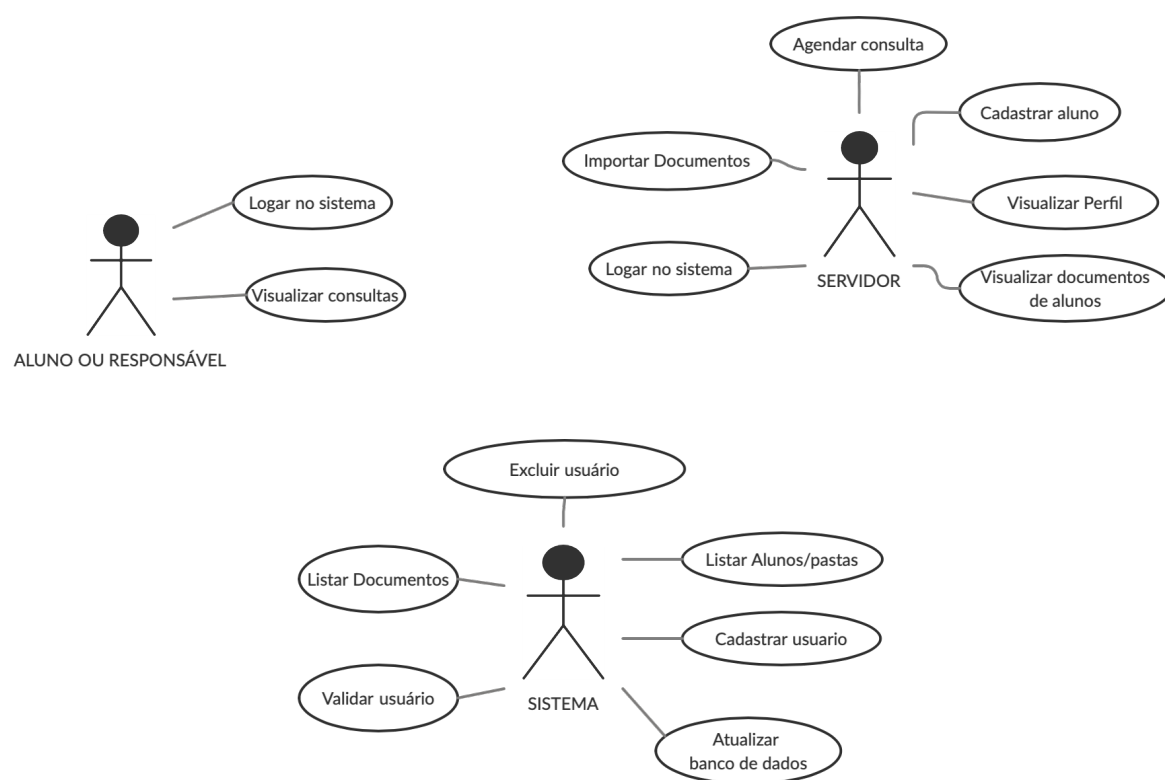 Agendar consulta
Cadastrar aluno
Importar Documentos
Visualizar Perfil
Logar no sistema
Visualizar documentos
de alunos
SERVIDOR
Logar no sistema
Visualizar consultas
ALUNO OU RESPONSÁVEL
Excluir usuário
Listar Documentos
Listar Alunos/pastas
Cadastrar usuario
Validar usuário
SISTEMA
Atualizar
banco de dados